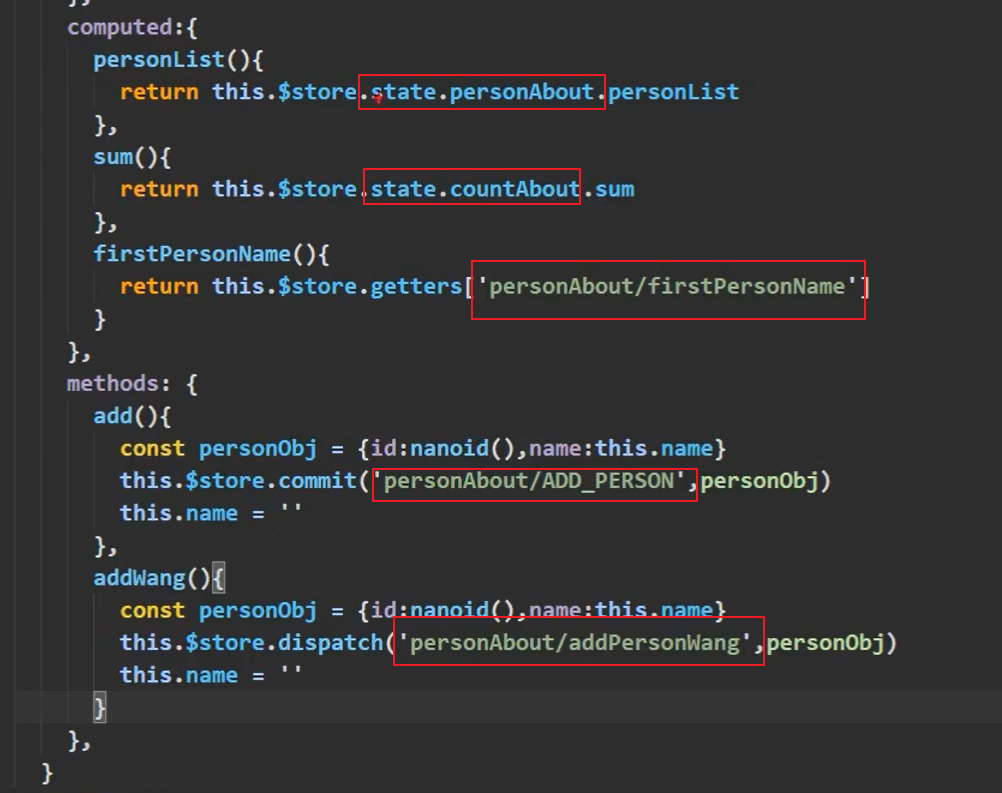 },
computed:{
personList(){
return this.$store.state.personAbout.personList
},
sum(){
return this.$store.state.countAbout.sum
},
firstPersonName(){
return this.$store.getters['personAbout/firstPersonName']
}
},
methods: {
add(){
const personObj = {id:nanoid(),name:this.name}
this.$store.commit('personAbout/ADD_PERSON',personObj)
this.name = ''
},
addWang(){
const personObj = {id:nanoid(),name:this.name}
this.$store.dispatch('personAbout/addPersonWang',personObj)
this.name = ''
}
},
}